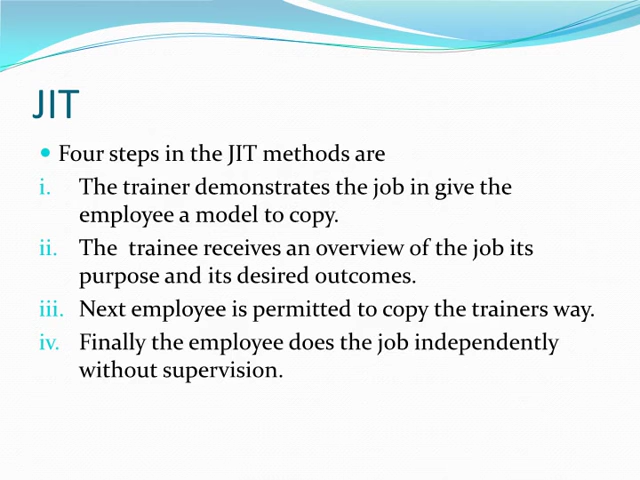 JIT
• Four steps in the JIT methods are
i. The trainer demonstrates the job in give the
employee a model to copy.
ii. The  trainee receives an overview of the job its
purpose and its desired outcomes.
iii. Next employee is permitted to copy the trainers way.
iv. Finally the employee does the job independently
without supervision.